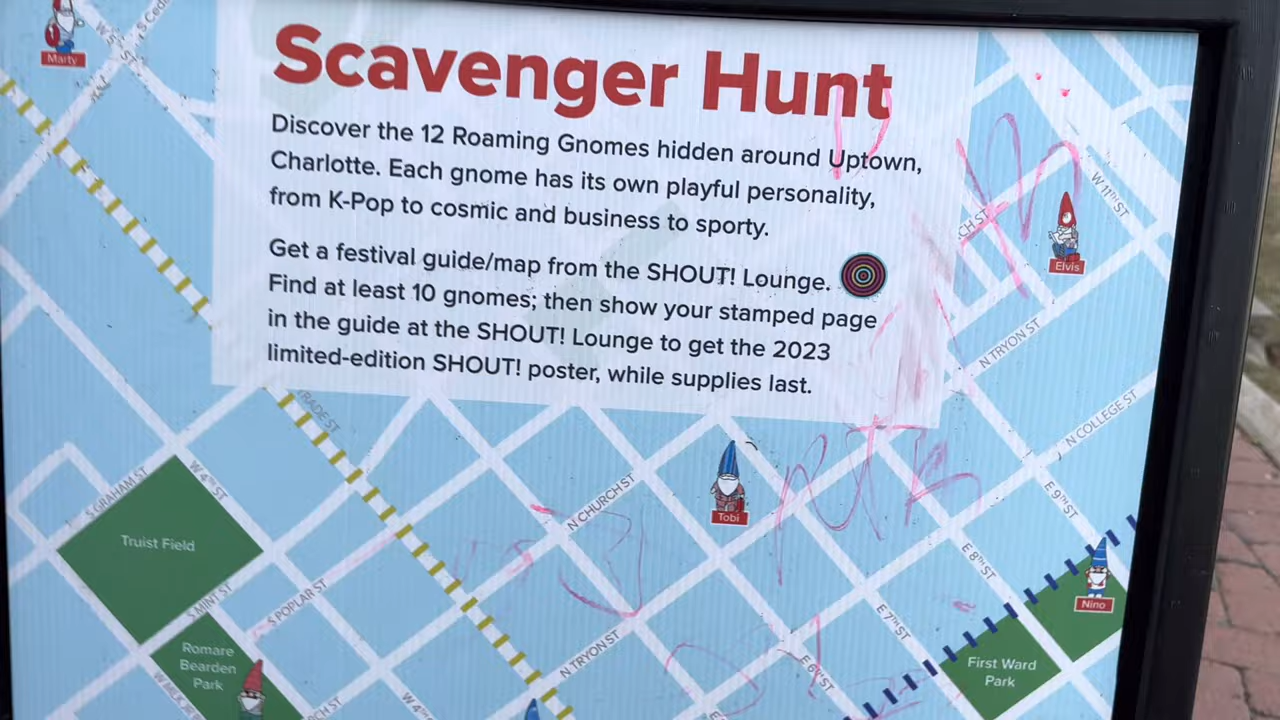 Marty
Scavenger Hunt
Discover the 12 Roaming Gnomes hidden around Uptown,
Charlotte. Each gnome has its own playful personality,
from K-Pop to cosmic and business to sporty.
Get a festival guide/map from the SHOUT! Lounge.
Find at least 10 gnomes; then show your stamped page
in the guide at the SHOUT! Lounge to get the 2023
limited-edition SHOUT! poster, while supplies last.
W 11TH ST
Elvis
N TRYON ST
N COLLEGE ST
S GRAHAM ST
W 4TH ST
N CHURCH ST
Tobi
E 9TH ST
Truist Field
S MINT ST
S POPLAR ST
E 8TH ST
Nino
E 7TH ST
Romare
Bearden
Park
N TRYON ST
E 6TH ST
First Ward
Park